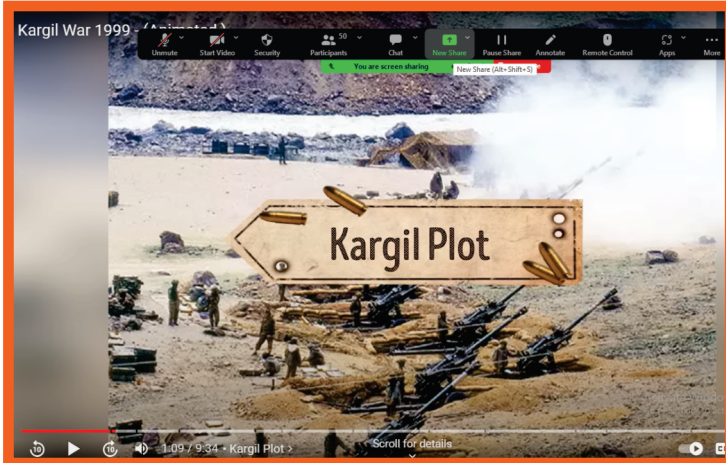 Kargil War 1999 - (Animated )
50
Unmute Start Video Security Participants Chat New Share Pause Share Annotate Remote Control Apps More
You are screen sharing
New Share (Alt+Shift+S)
Kargil Plot
10 10 1:09 / 9:34 • Kargil Plot >
Scroll for details